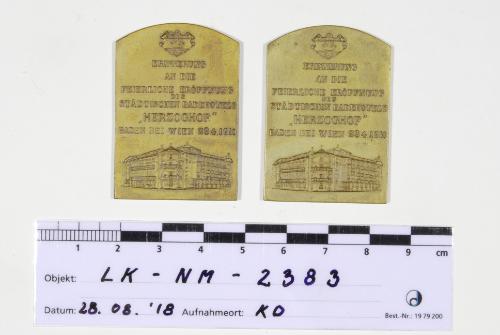 ERINNERUNG
AN DIE
FEIERLICHE ERÖFFNUNG
DES
STÄDTISCHEN BADEHOTELS
„HERZOGHOF"
BADEN BEI WIEN
ERINNERUNG
AN DIE
FEIERLICHE ERÖFFNUNG
DES
STÄDTISCHEN BADEHOTELS
„HERZOGHOF"
BADEN BEI WIEN
1 2 3 4 5 6 7 8 9 cm
Objekt: LK - NM - 2383
Datum: 28. 08. '18 Aufnahmeort: KO
Best.-Nr.: 19 79 200